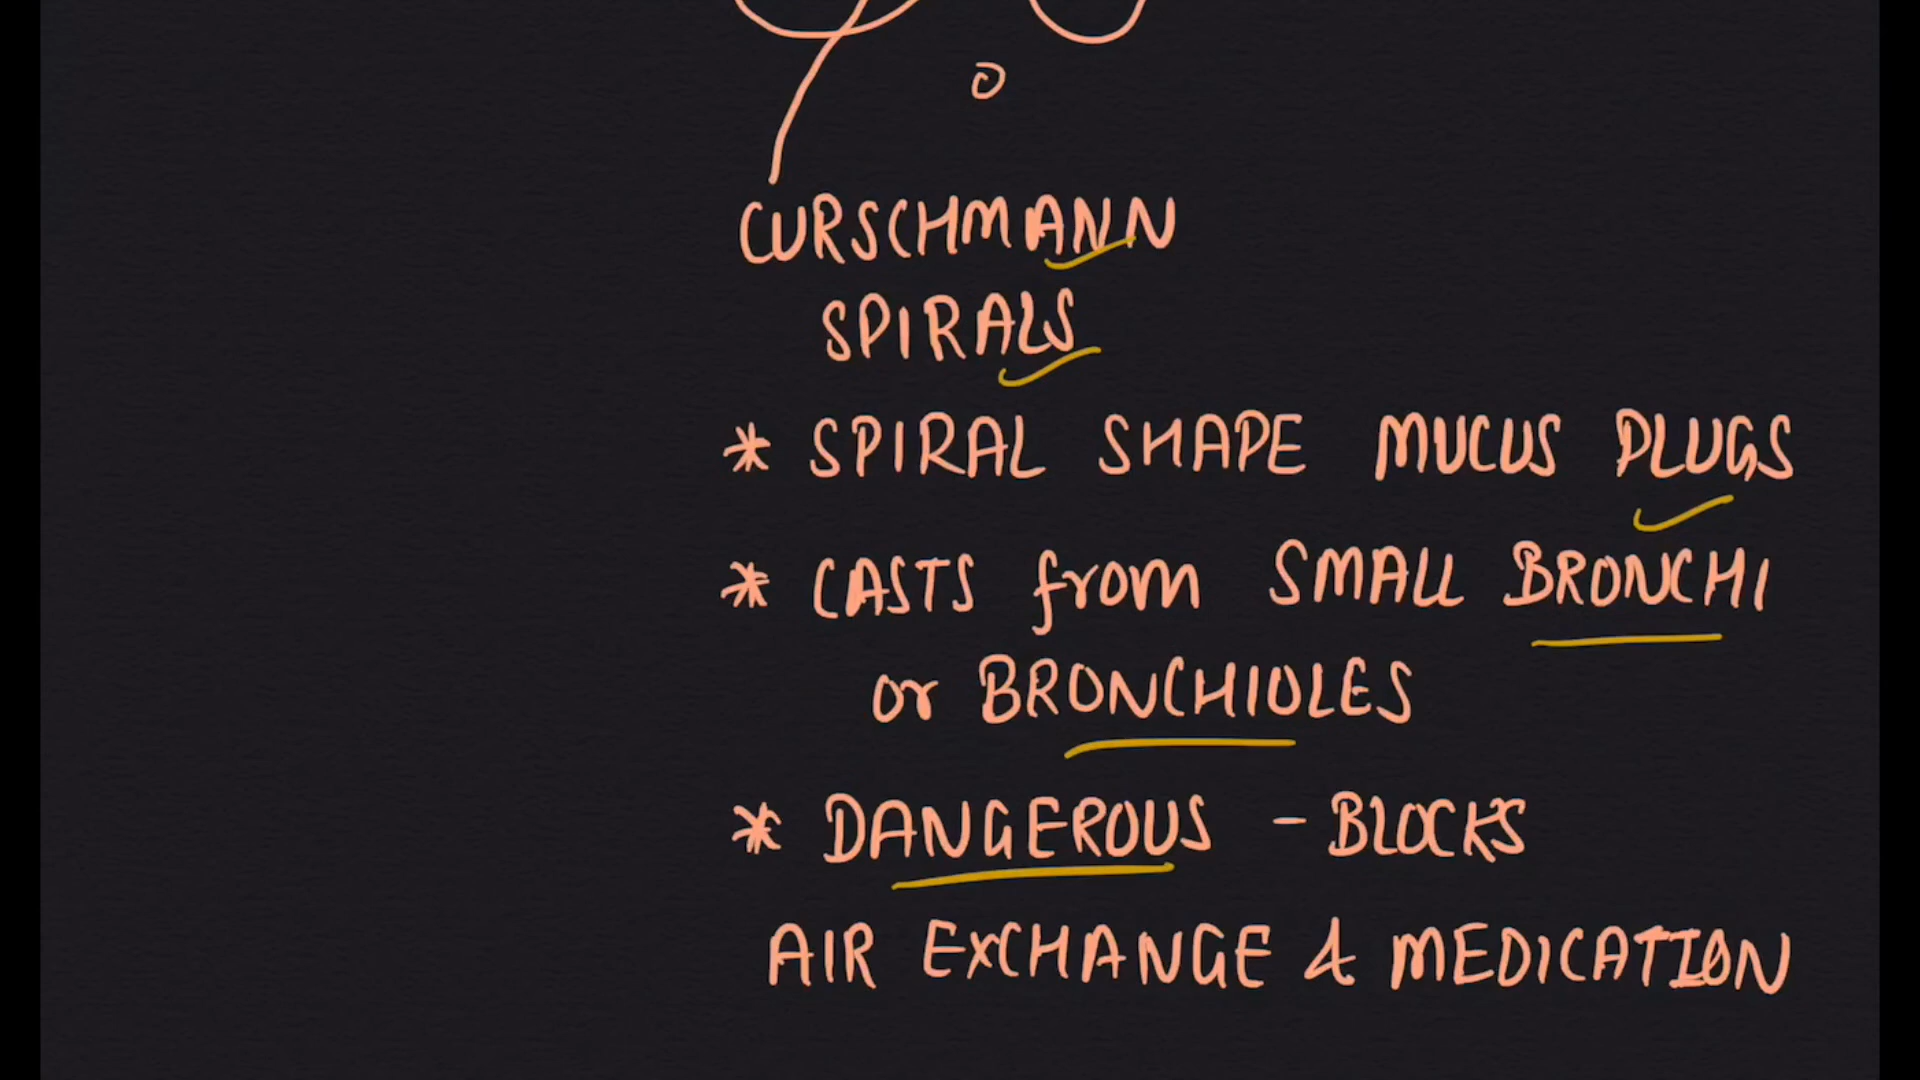 CURSCHMANN
SPIRALS
* SPIRAL SHAPE MUCUS PLUGS
* CASTS from SMALL BRONCHI
or BRONCHIOLES
* DANGEROUS - BLOCKS
AIR EXCHANGE & MEDICATION